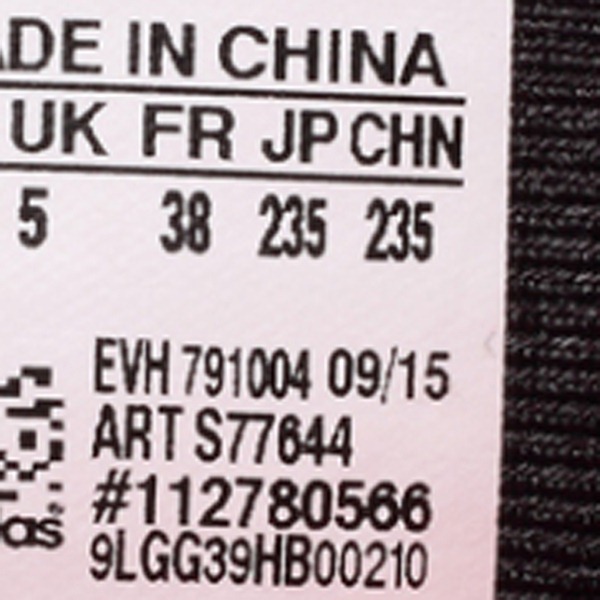 ADE IN CHINA
UK FR JP CHN
5 38 235 235
EVH 791004 09/15
ART S77644
#112780566
as
9LGG39HB00210